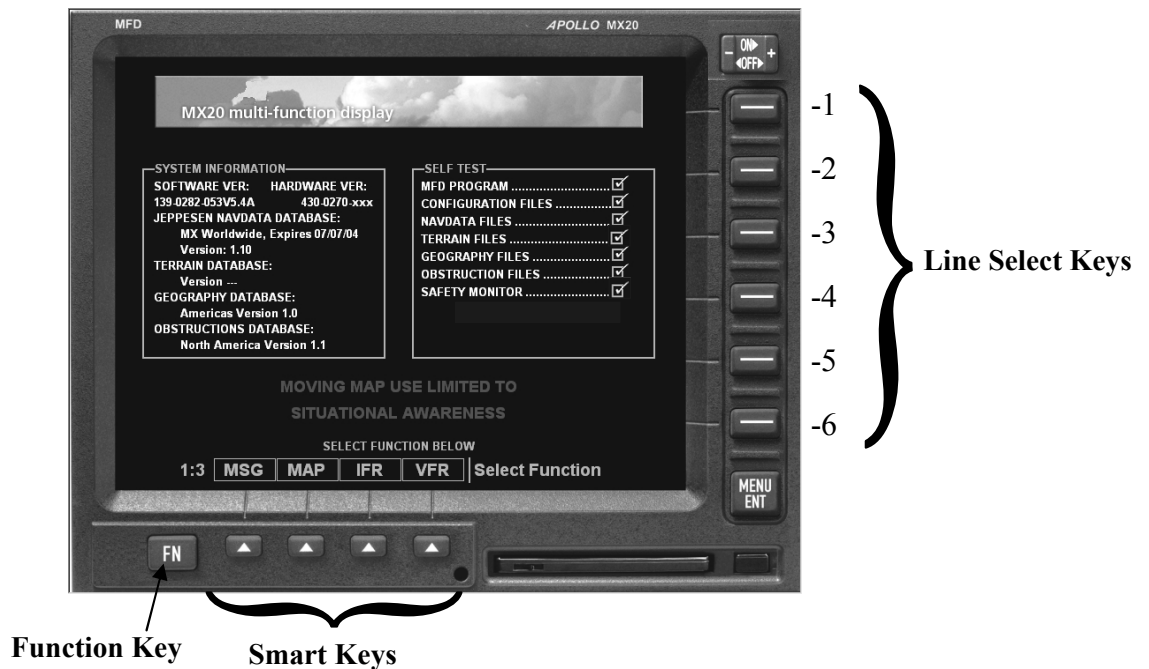 MFD
APOLLO MX20
- ON▶ +
◀OFF▶
MX20 multi-function display
SYSTEM INFORMATION
SOFTWARE VER: HARDWARE VER:
139-0282-053V5.4A 430-0270-xxx
JEPPESEN NAVDATA DATABASE:
MX Worldwide, Expires 07/07/04
Version: 1.10
TERRAIN DATABASE:
Version ---
GEOGRAPHY DATABASE:
Americas Version 1.0
OBSTRUCTIONS DATABASE:
North America Version 1.1
SELF TEST
MFD PROGRAM
CONFIGURATION FILES
NAVDATA FILES
TERRAIN FILES
GEOGRAPHY FILES
OBSTRUCTION FILES
SAFETY MONITOR
MOVING MAP USE LIMITED TO
SITUATIONAL AWARENESS
SELECT FUNCTION BELOW
1:3 MSG MAP IFR VFR Select Function
-1
-2
-3
-4
-5
-6
Line Select Keys
MENU
ENT
FN
Function Key
Smart Keys